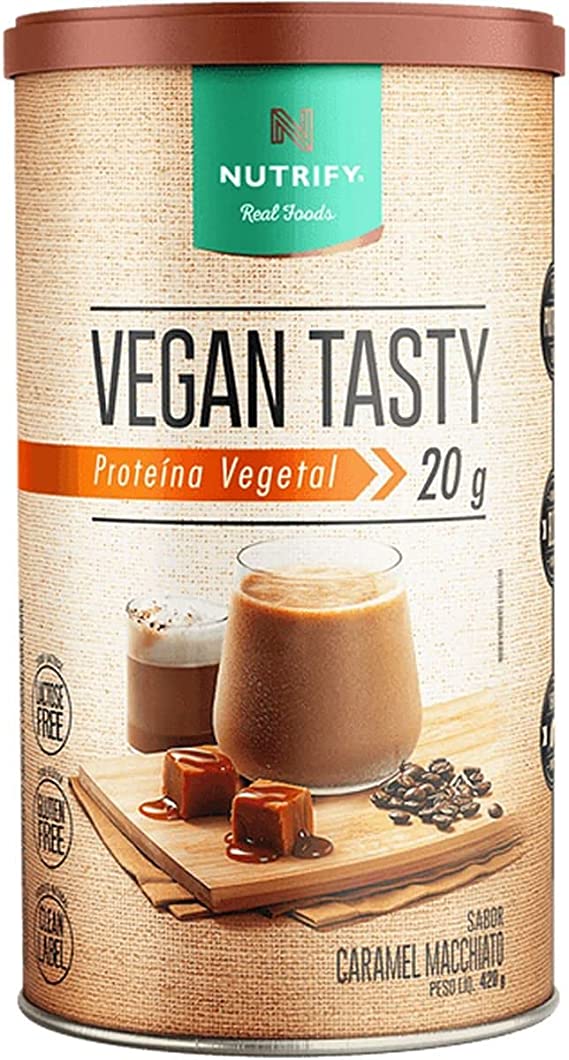 N
NUTRIFY®
Real Foods
VEGAN TASTY
Proteína Vegetal
20 g
LACTOSE
FREE
GLUTEN
FREE
CLEAN
LABEL
SABOR
CARAMEL MACCHIATO
PESO LÍQ. 420 g